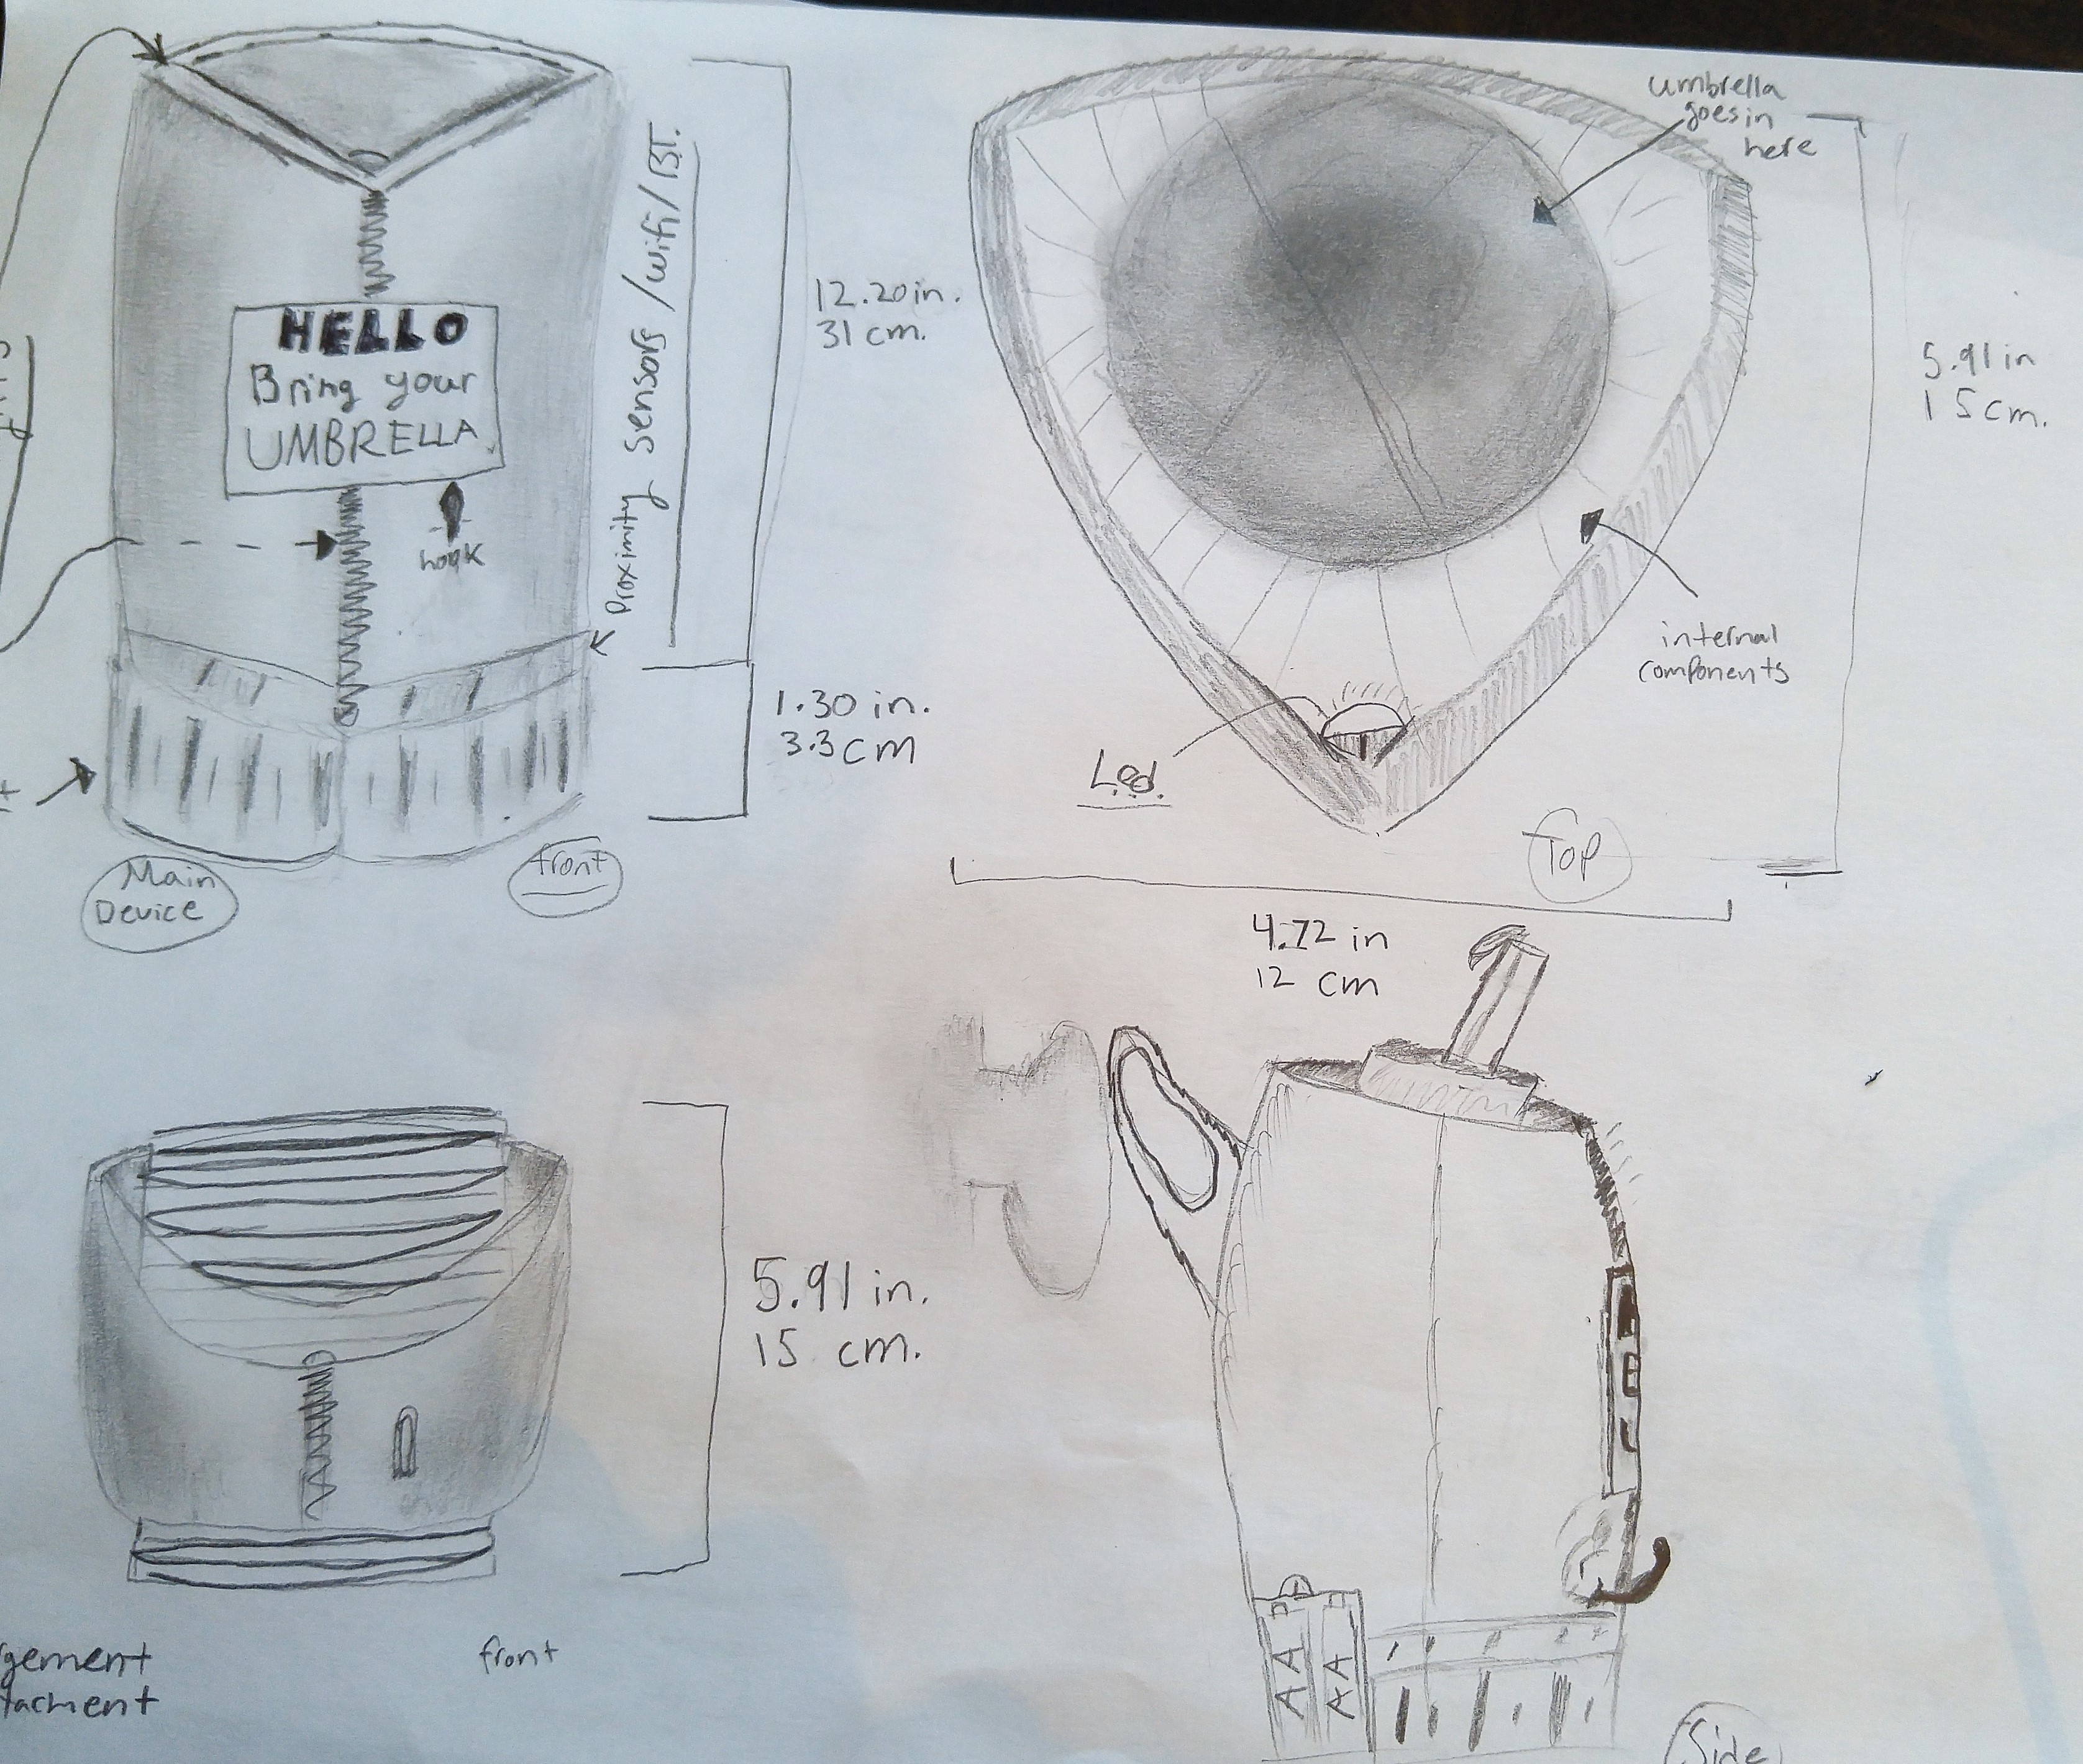 HELLO
Bring your
UMBRELLA
hook
Proximity sensors /wifi/BT.
12.20 in.
31 cm.
1.30 in.
3.3 cm
Main
Device
front
umbrella
goes in
here
5.91 in
15 cm.
internal
components
Led.
Top
4.72 in
12 cm
5.91 in.
15 cm.
gement
tachment
front
AA
AA
Side